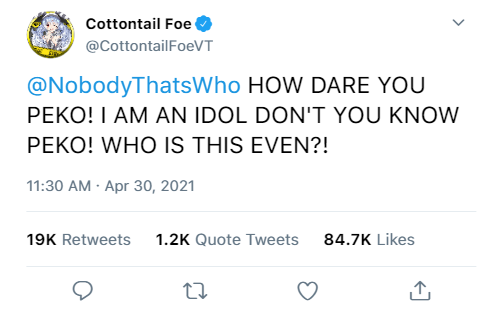 Cottontail Foe
@CottontailFoeVT
@NobodyThatsWho HOW DARE YOU
PEKO! I AM AN IDOL DON'T YOU KNOW
PEKO! WHO IS THIS EVEN?!
11:30 AM · Apr 30, 2021
19K Retweets 1.2K Quote Tweets 84.7K Likes